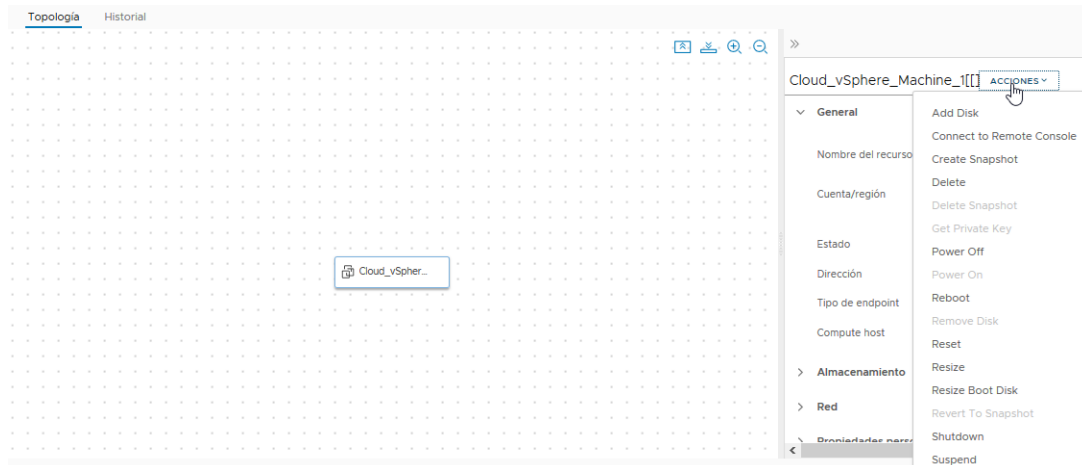 Topología Historial
Cloud_vSphere_Machine_1[[] ACCIONES
General
Nombre del recurso
Cuenta/región
Estado
Dirección
Tipo de endpoint
Compute host
Almacenamiento
Red
Propiedades perso
Cloud_vSpher...
Add Disk
Connect to Remote Console
Create Snapshot
Delete
Delete Snapshot
Get Private Key
Power Off
Power On
Reboot
Remove Disk
Reset
Resize
Resize Boot Disk
Revert To Snapshot
Shutdown
Suspend